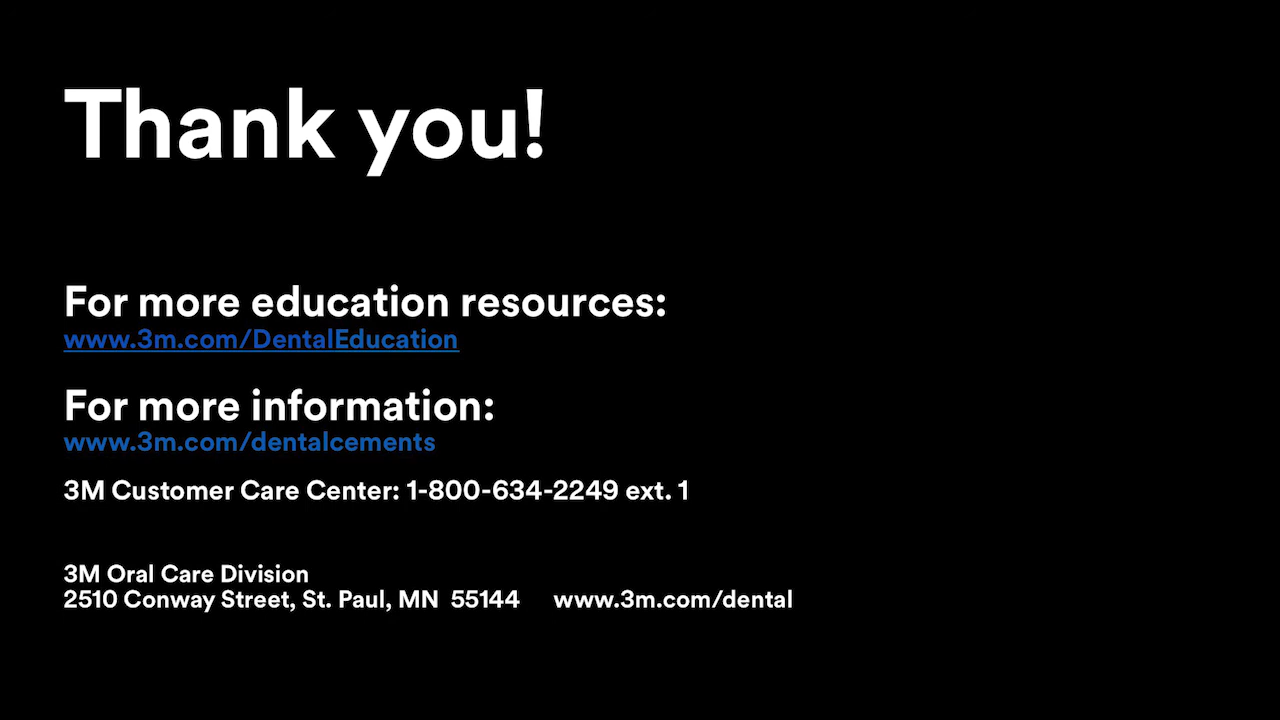 Thank you!
For more education resources:
www.3m.com/DentalEducation
For more information:
www.3m.com/dentalcements
3M Customer Care Center: 1-800-634-2249 ext. 1
3M Oral Care Division
2510 Conway Street, St. Paul, MN 55144 www.3m.com/dental